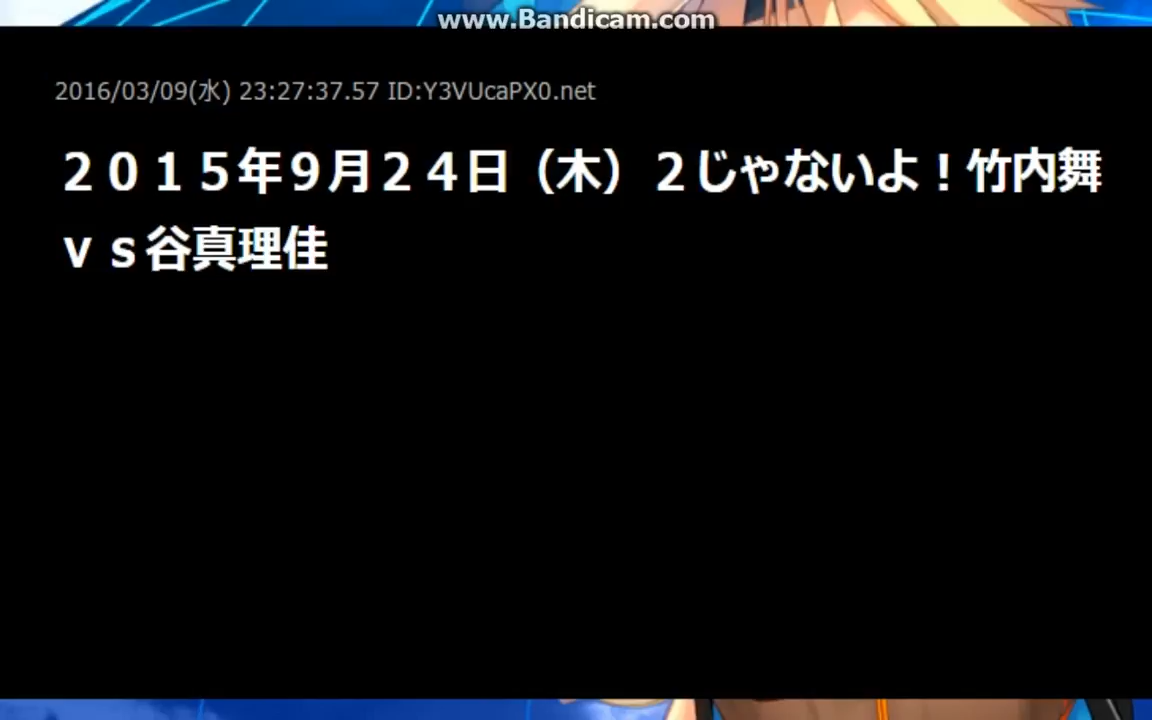 www.Bandicam.com
2016/03/09(水) 23:27:37.57 ID:Y3VUcaPX0.net
２０１５年９月２４日（木）２じゃないよ！竹内舞
ｖｓ谷真理佳